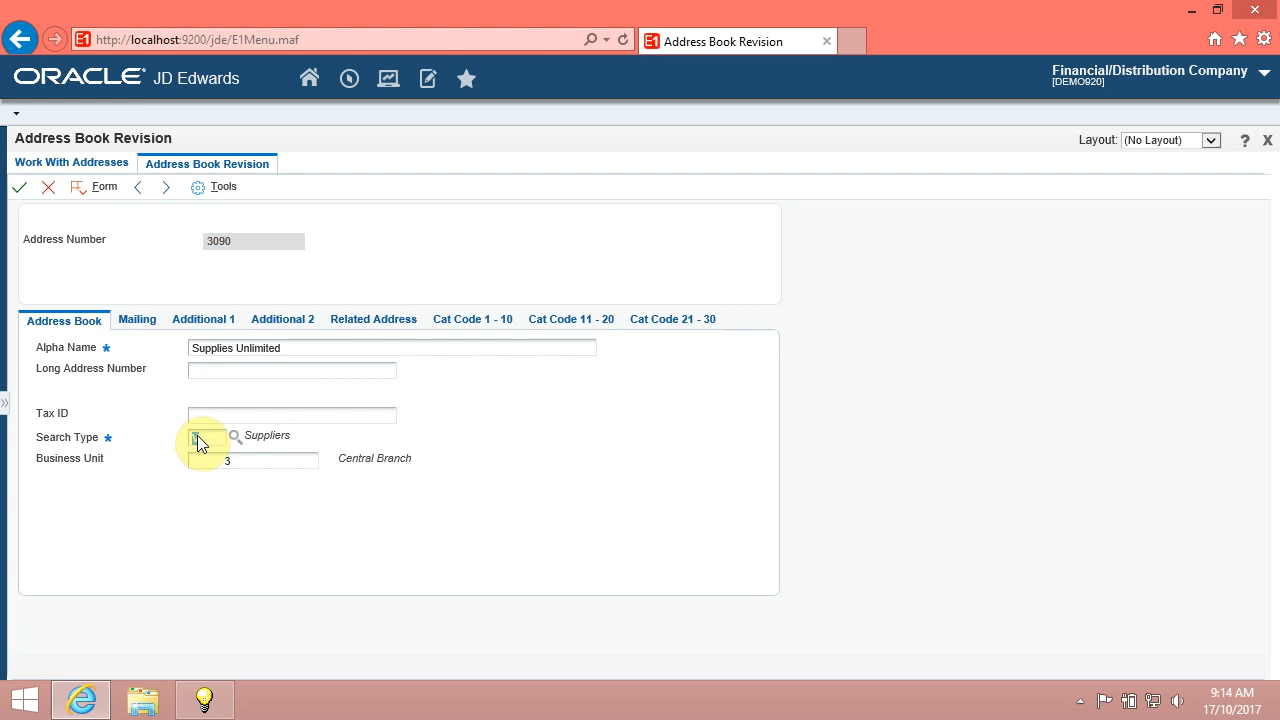 E1 http://localhost:9200/jde/E1Menu.maf
E1 Address Book Revision
ORACLE® JD Edwards
Financial/Distribution Company
[DEMO920]
Address Book Revision
Layout: (No Layout) ? X
Work With Addresses Address Book Revision
Form Tools
Address Number 3090
Address Book Mailing Additional 1 Additional 2 Related Address Cat Code 1 - 10 Cat Code 11 - 20 Cat Code 21 - 30
Alpha Name * Supplies Unlimited
Long Address Number
Tax ID
Search Type * Suppliers
Business Unit 3 Central Branch
9:14 AM
17/10/2017